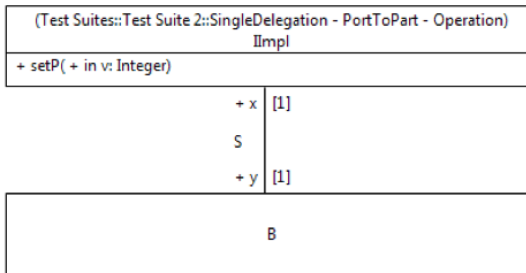 (Test Suites::Test Suite 2::SingleDelegation - PortToPart - Operation)
IImpl
+ setP( + in v: Integer)
+ x [1]
S
+ y [1]
B